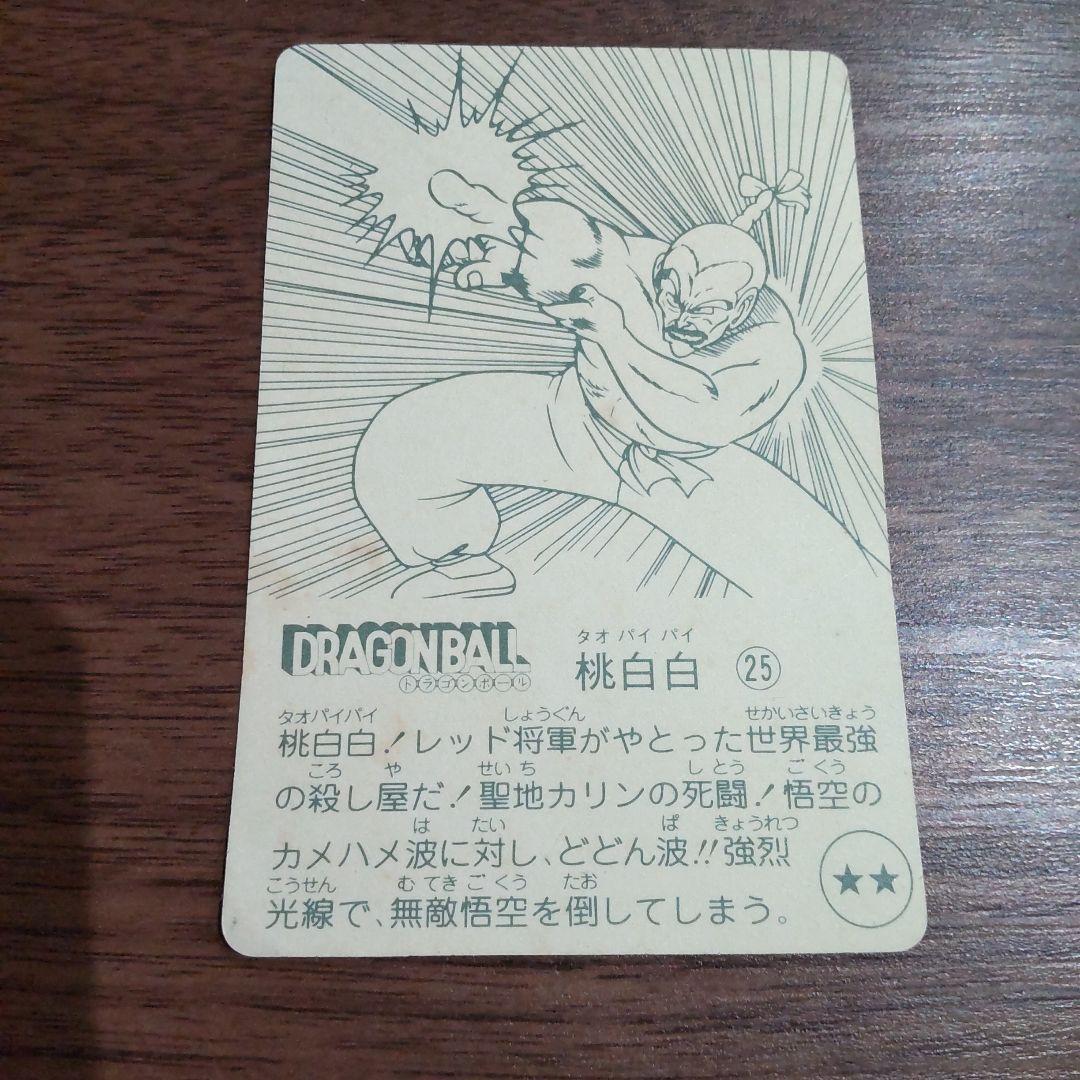 DRAGON BALL
ドラゴンボール
タオ パイ パイ
桃白白 25
タオパイパイ しょうぐん せかいさいきょう
桃白白!レッド将軍がやとった世界最強
ころ や せいち しとう ごくう
の殺し屋だ!聖地カリンの死闘!悟空の
は たい ぱ きょうれつ
カメハメ波に対し、どどん波!!強烈
こうせん むてきごくう たお
光線で、無敵悟空を倒してしまう。
★★